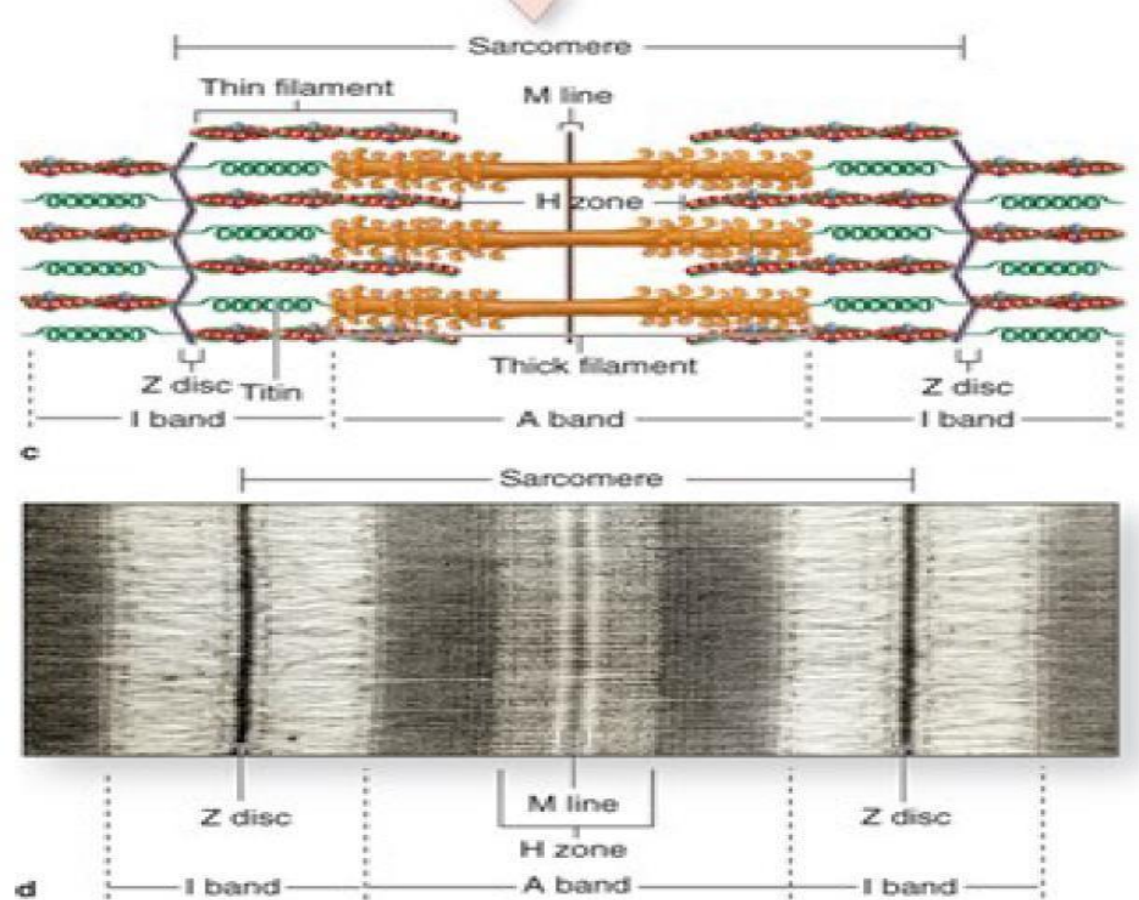 Sarcomere
Thin filament
M line
H zone
Thick filament
Z disc
Titin
Z disc
I band
A band
I band
c
Sarcomere
Z disc
M line
Z disc
H zone
d
I band
A band
I band